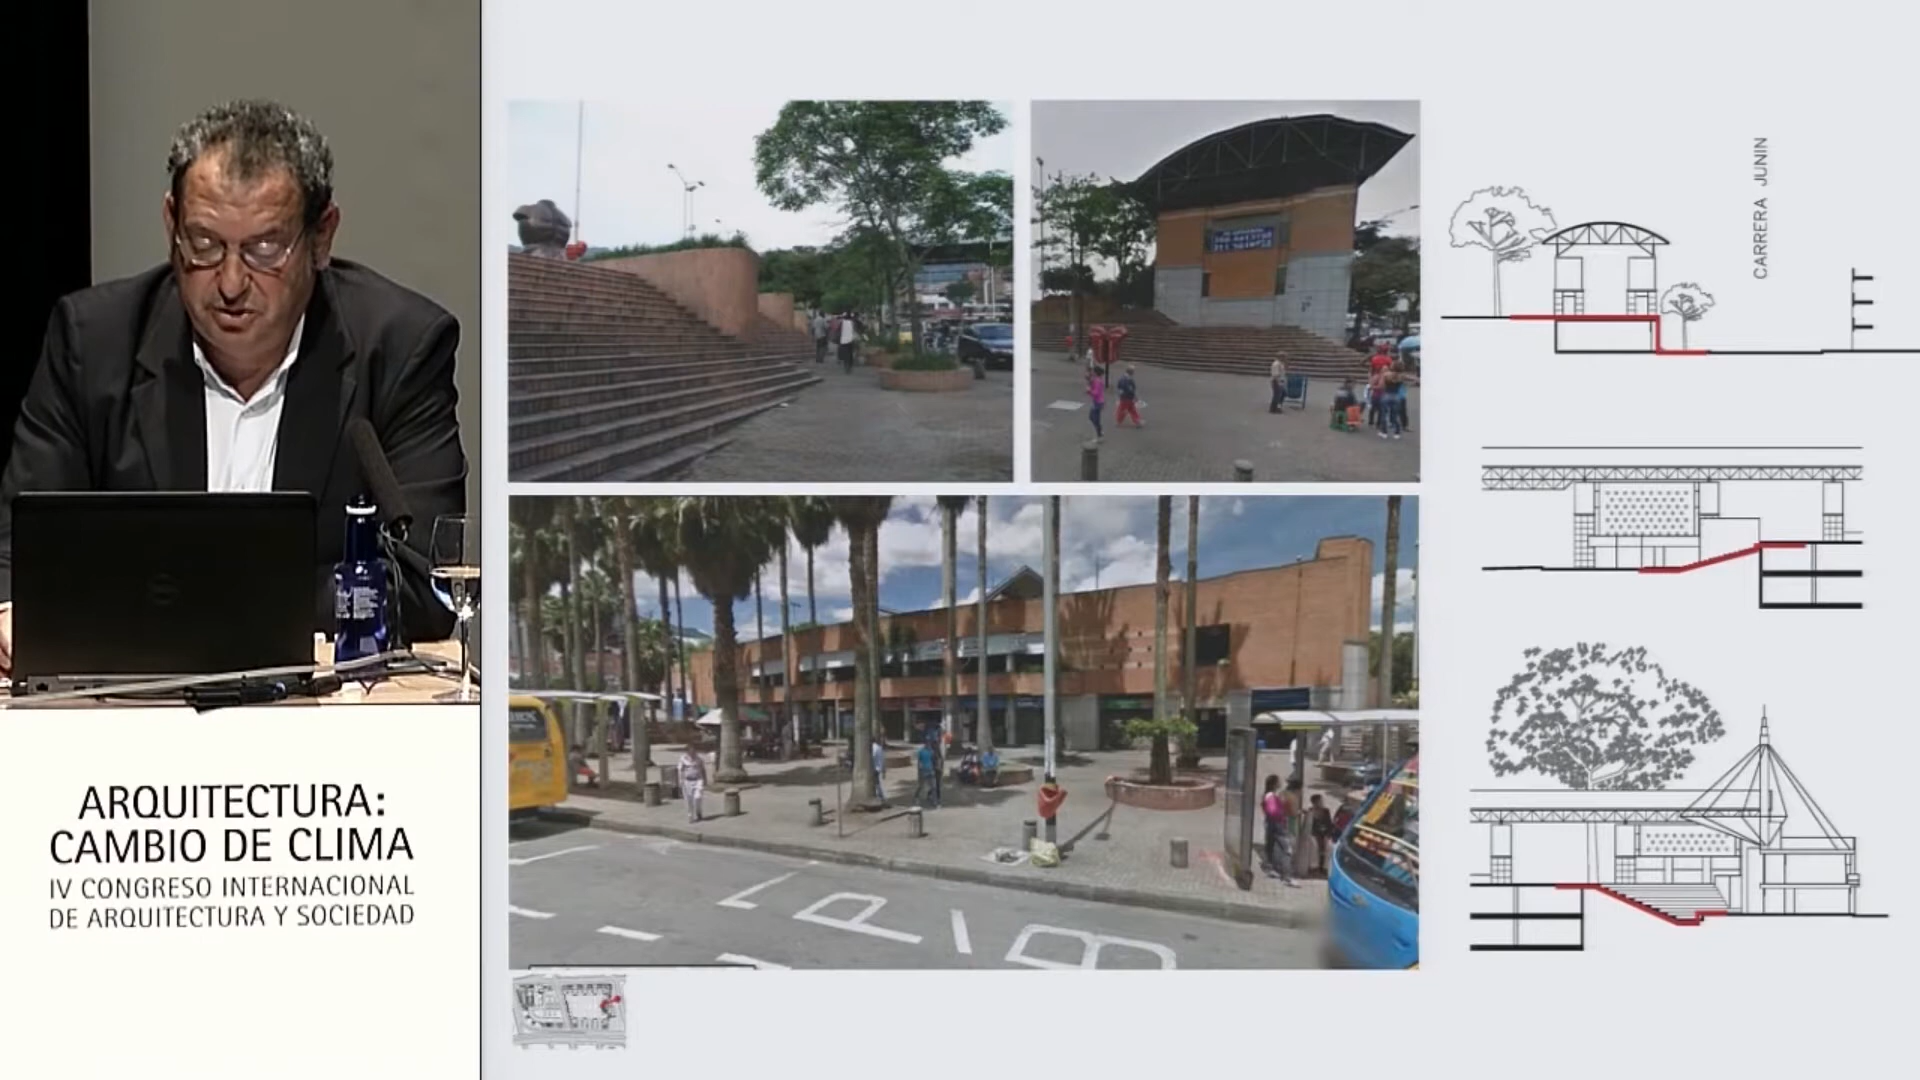 ARQUITECTURA:
CAMBIO DE CLIMA
IV CONGRESO INTERNACIONAL
DE ARQUITECTURA Y SOCIEDAD
CARRERA JUNIN